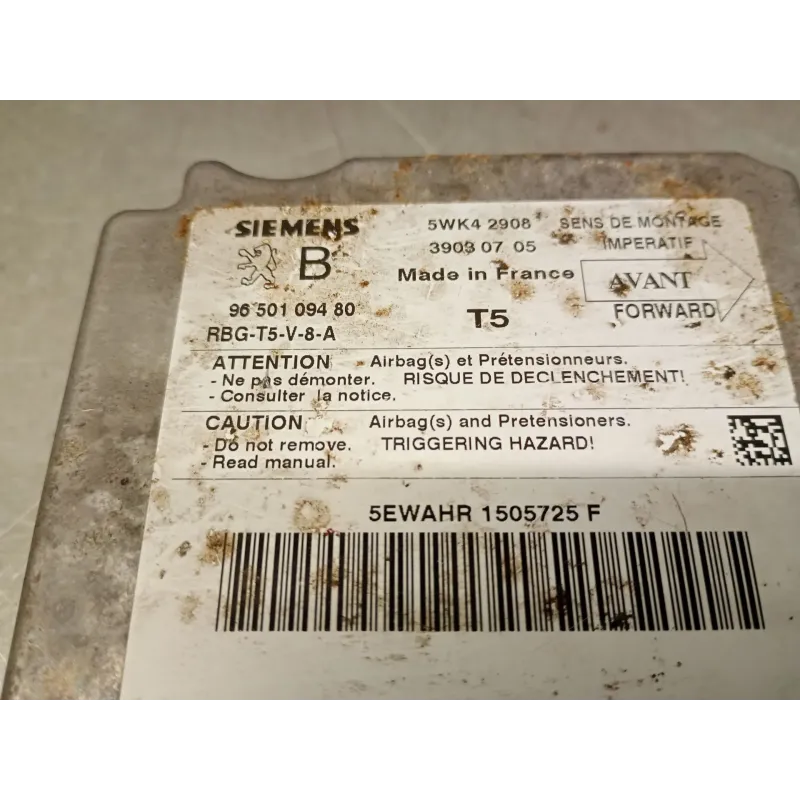 SIEMENS 5WK4 2908 SENS DE MONTAGE
B 3903 07 05 IMPERATIF
Made in France AVANT
96 501 094 80 T5 FORWARD
RBG-T5-V-8-A
ATTENTION - Airbag(s) et Prétensionneurs.
- Ne pas démonter. RISQUE DE DECLENCHEMENT!
- Consulter la notice.
CAUTION Airbag(s) and Pretensioners.
- Do not remove. TRIGGERING HAZARD!
- Read manual.
5EWAHR 1505725 F